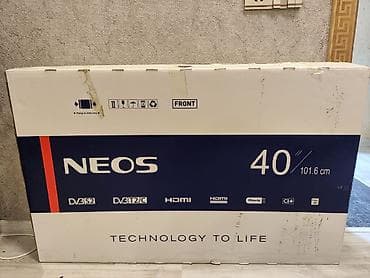 FRONT
NEOS
40" / 101.6 cm
DVB S2 DVB T2/C HDMI CI+
TECHNOLOGY TO LIFE